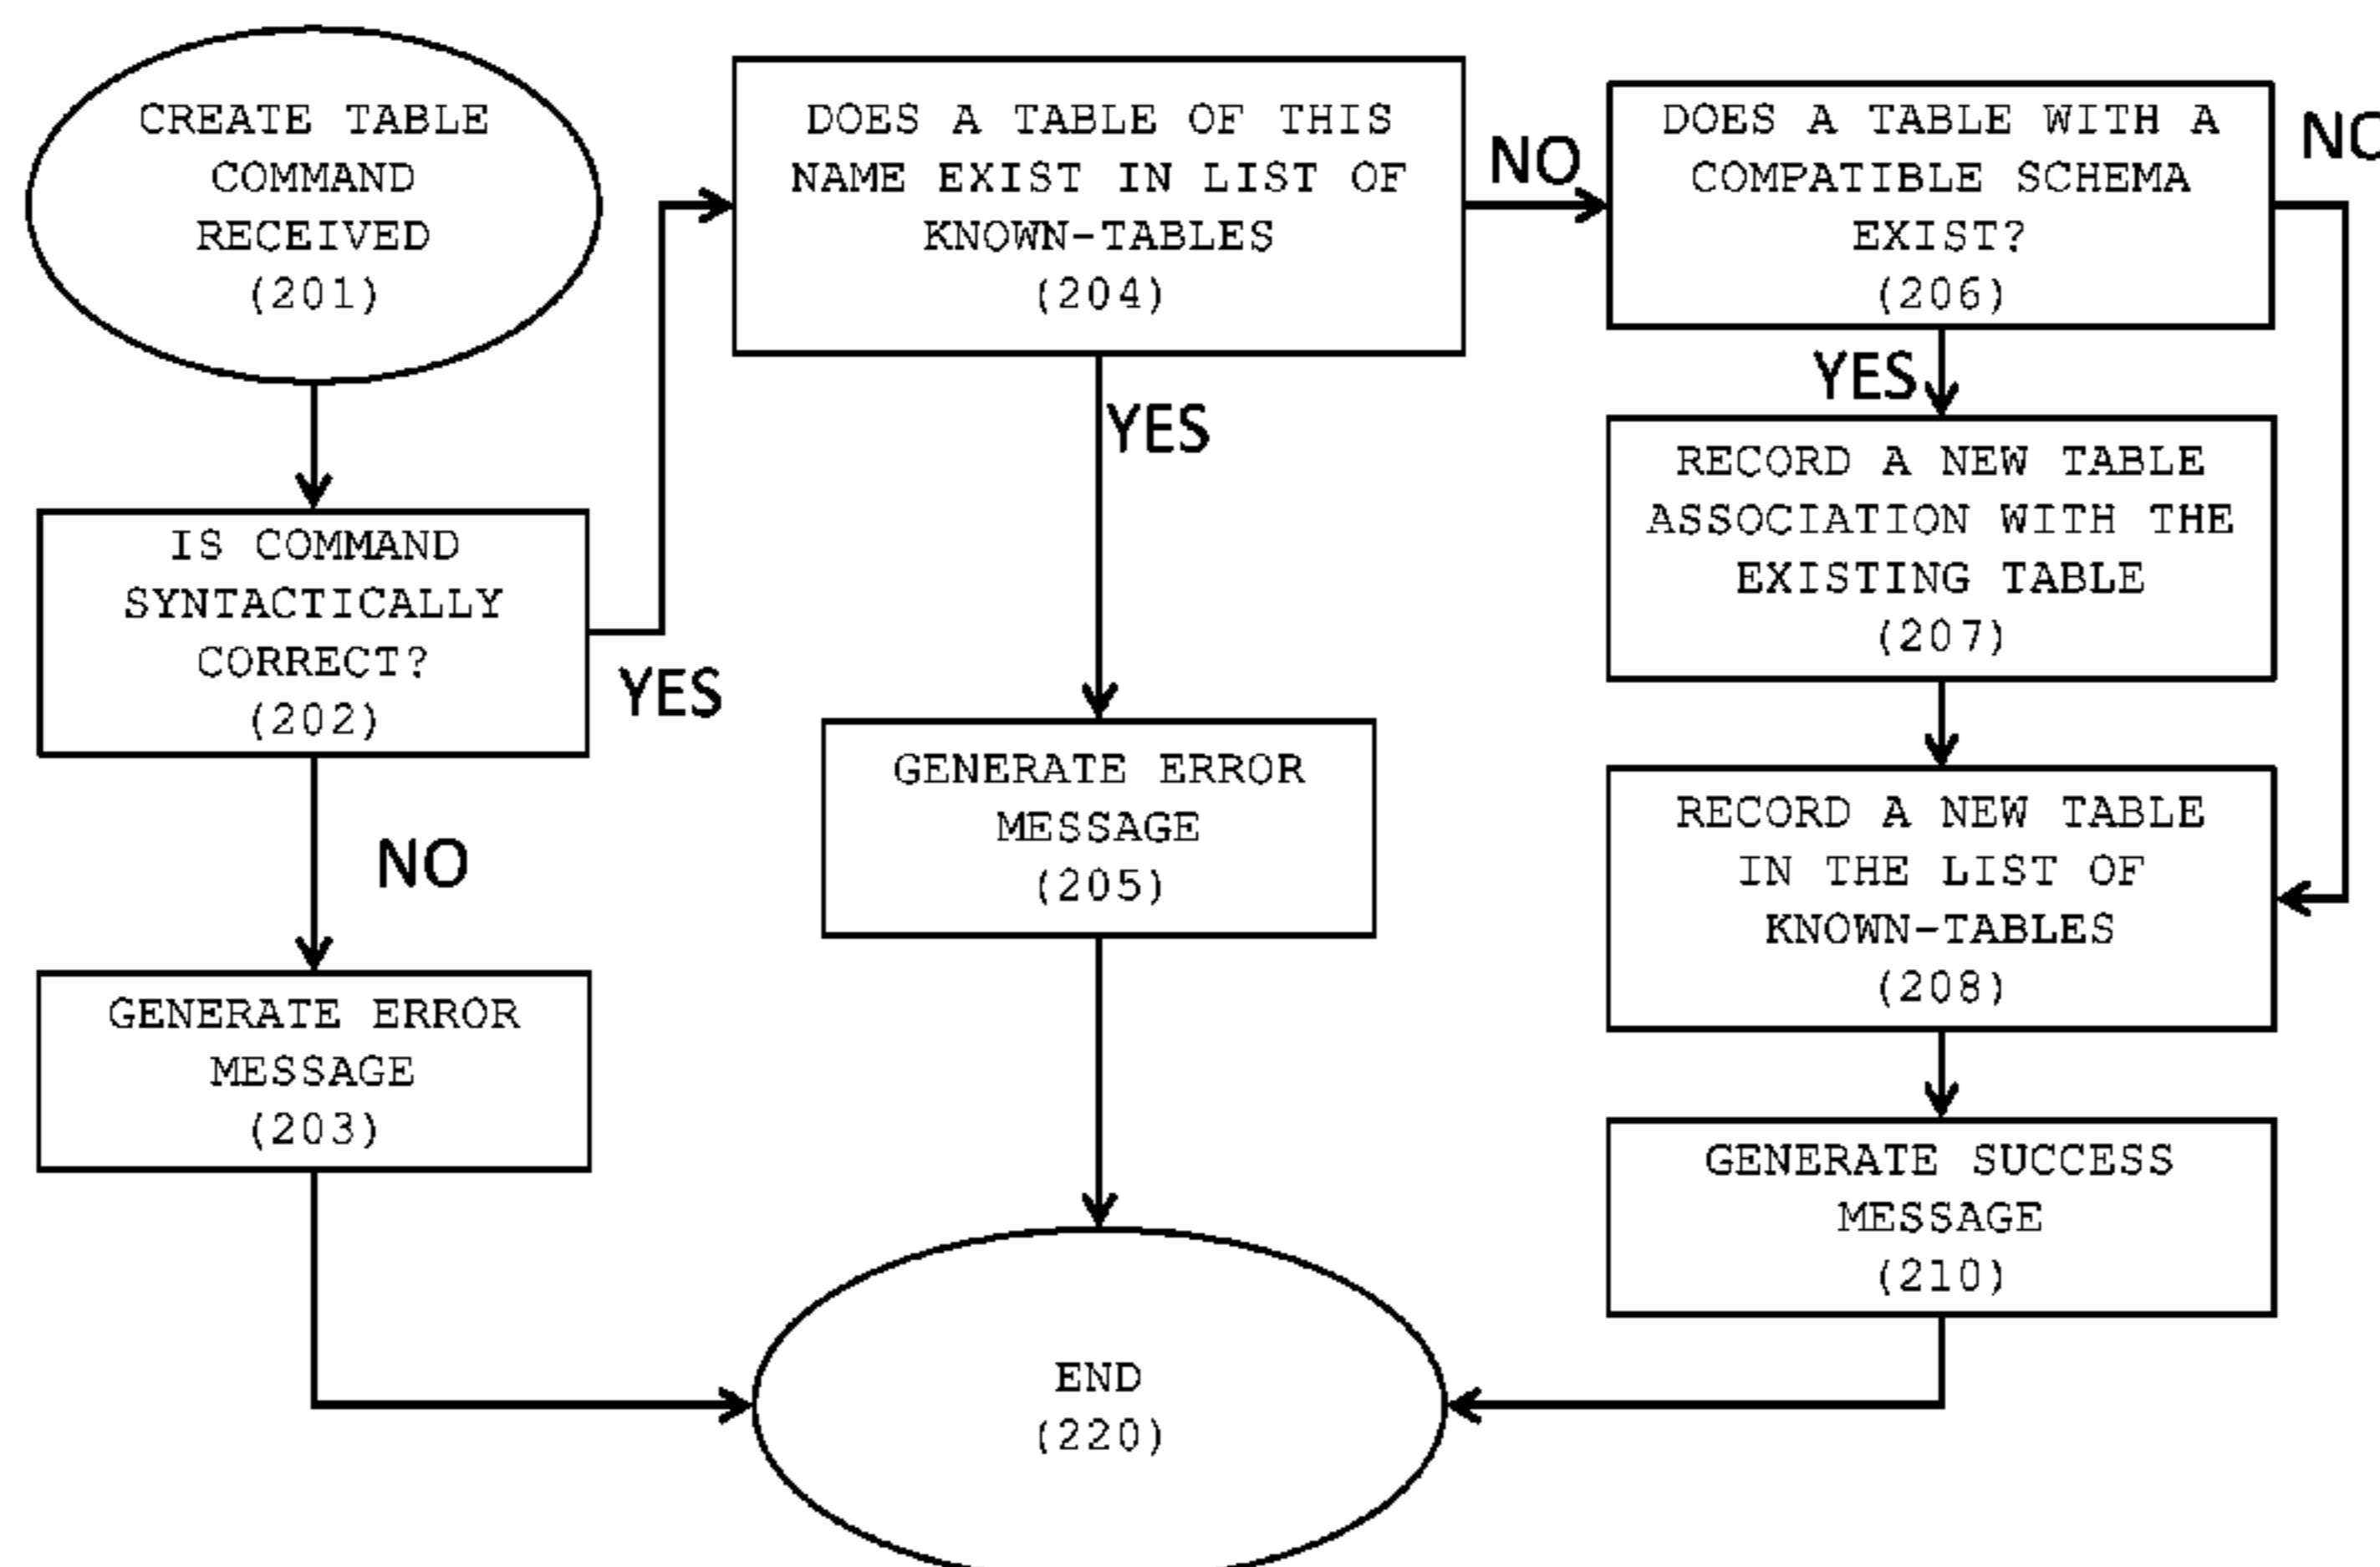 CREATE TABLE
COMMAND
RECEIVED
(201)
IS COMMAND
SYNTACTICALLY
CORRECT?
(202)
YES
NO
GENERATE ERROR
MESSAGE
(203)
DOES A TABLE OF THIS
NAME EXIST IN LIST OF
KNOWN-TABLES
(204)
NO
YES
GENERATE ERROR
MESSAGE
(205)
DOES A TABLE WITH A
COMPATIBLE SCHEMA
EXIST?
(206)
NO
YES
RECORD A NEW TABLE
ASSOCIATION WITH THE
EXISTING TABLE
(207)
RECORD A NEW TABLE
IN THE LIST OF
KNOWN-TABLES
(208)
GENERATE SUCCESS
MESSAGE
(210)
END
(220)